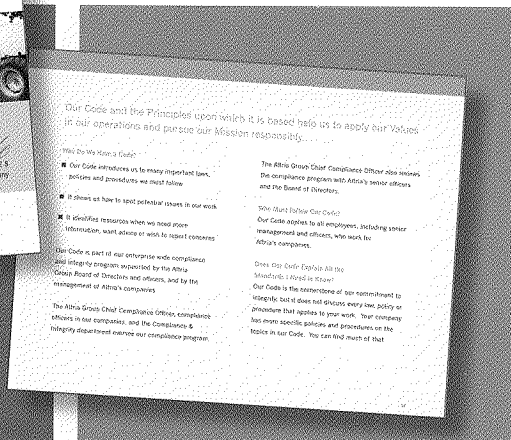 Our Code and the Principles upon which it is based help us to apply our Values
in our operations and pursue our Mission responsibly.
Why Do We Have a Code?
Our Code introduces us to many important laws,
policies and procedures we must follow
It shows us how to spot potential issues in our work
It identifies resources when we need more
information, want advice or wish to report concerns
Our Code is part of our enterprise wide compliance
and integrity program supported by the Altria
Group Board of Directors and officers, and by the
management of Altria's companies
The Altria Group Chief Compliance Officer, compliance
officers in our companies, and the Compliance &
Integrity department oversee our compliance program.
The Altria Group Chief Compliance Officer also reviews
the compliance program with Altria's senior officers
and the Board of Directors.
Who Must Follow Our Code?
Our Code applies to all employees, including senior
management and officers, who work for
Altria's companies.
Does Our Code Explain All the
Standards I Need to Know?
Our Code is the cornerstone of our commitment to
integrity, but it does not discuss every law, policy or
procedure that applies to your work. Your company
has more specific policies and procedures on the
topics in our Code. You can find much of that